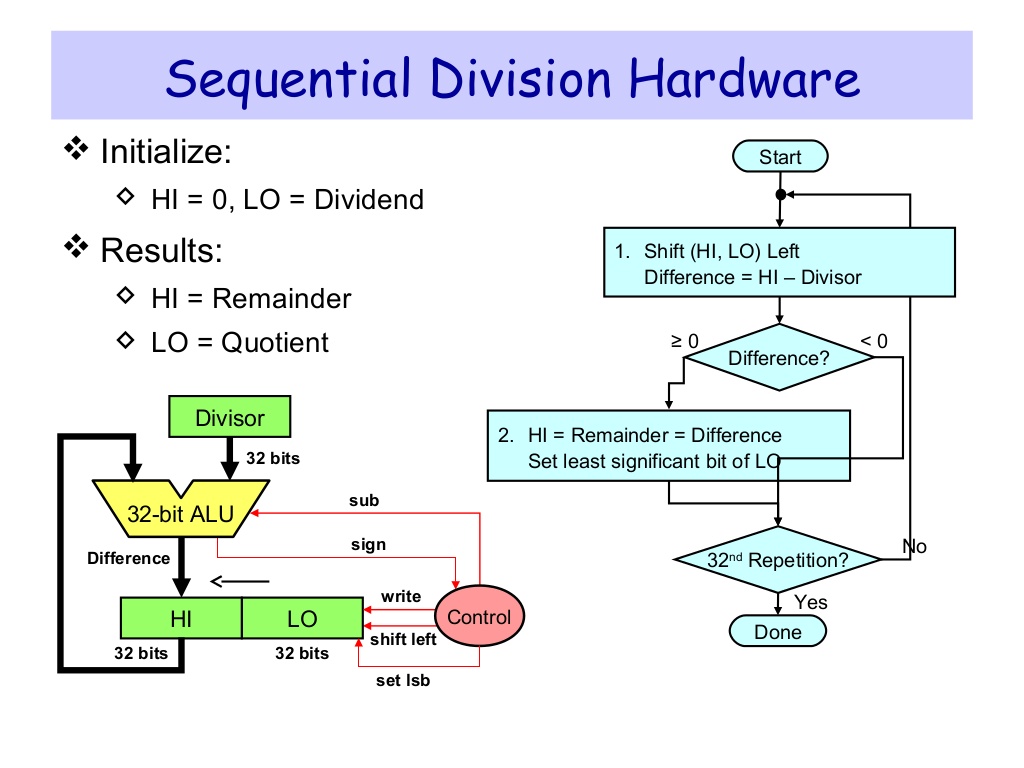 Sequential Division Hardware
❖ Initialize:
◇ HI = 0, LO = Dividend
❖ Results:
◇ HI = Remainder
◇ LO = Quotient
Divisor
32 bits
32-bit ALU
sub
sign
Difference
write
HI
LO
Control
shift left
32 bits
32 bits
set lsb
Start
1. Shift (HI, LO) Left
Difference = HI – Divisor
≥ 0
< 0
Difference?
2. HI = Remainder = Difference
Set least significant bit of LO
32nd Repetition?
No
Yes
Done